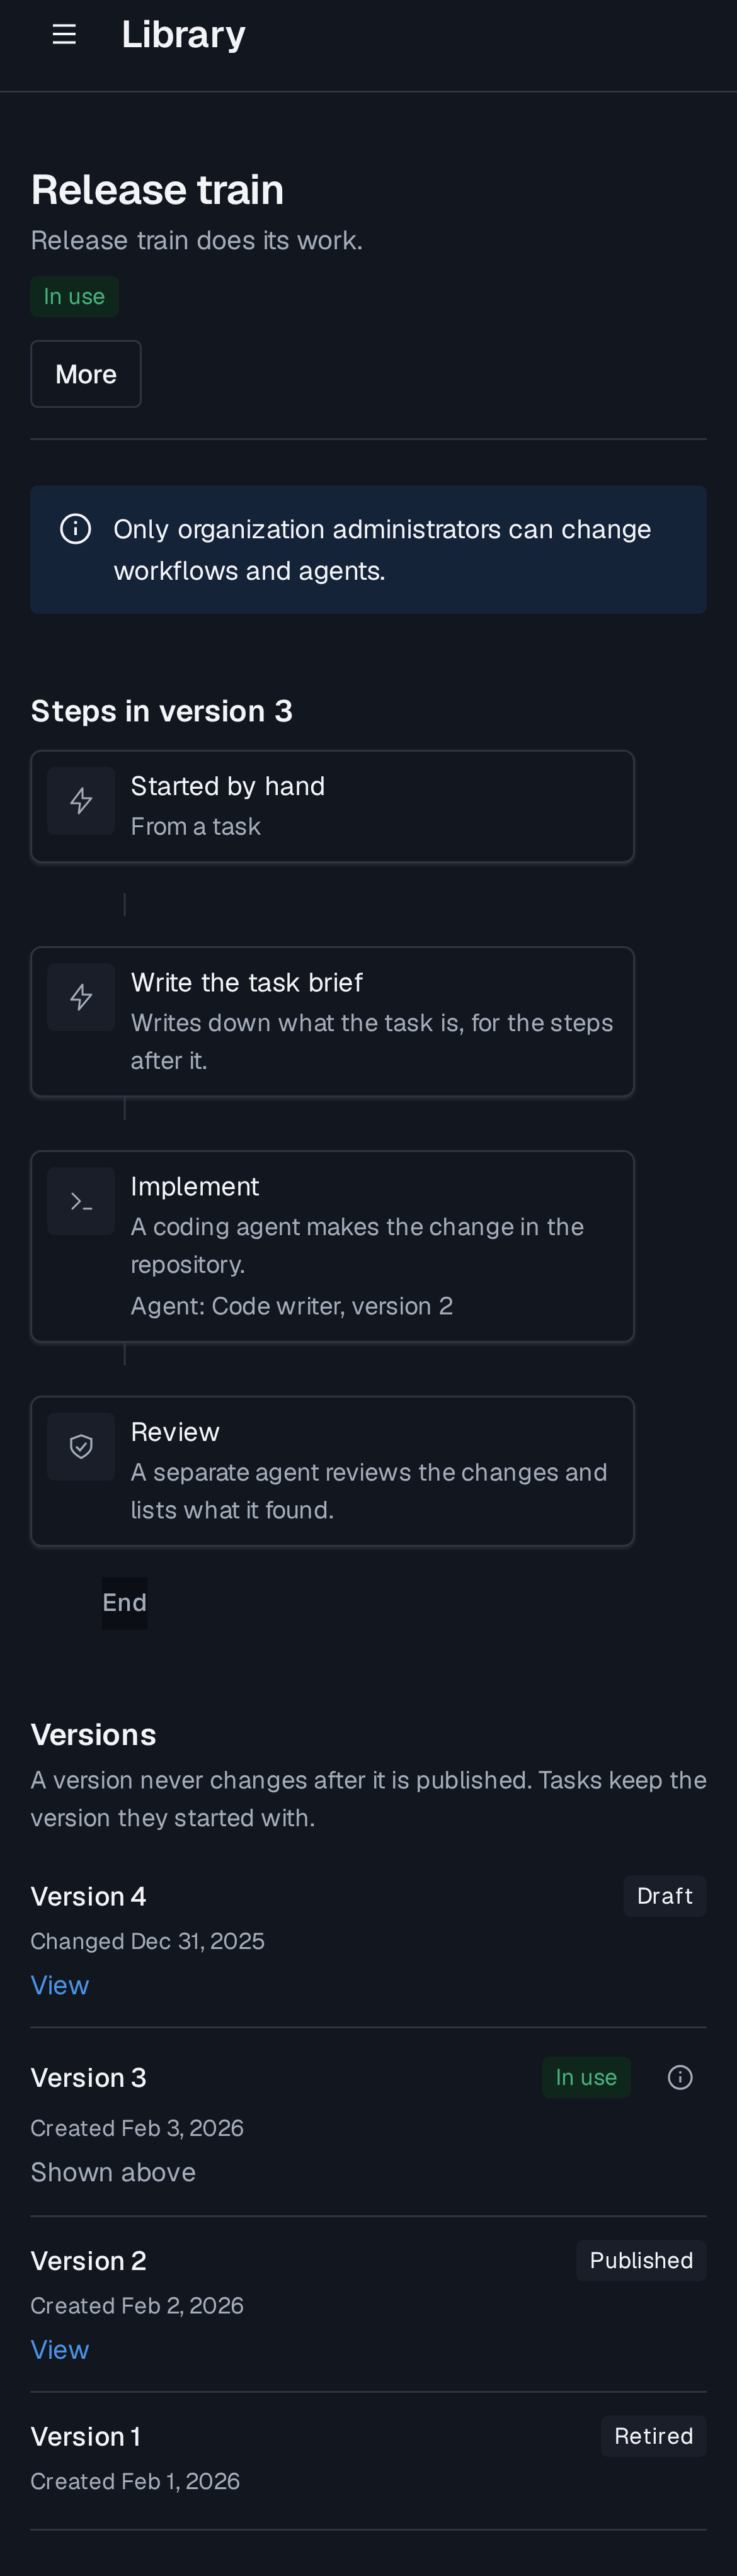 Library
Release train
Release train does its work.
In use
More
Only organization administrators can change
workflows and agents.
Steps in version 3
Started by hand
From a task
Write the task brief
Writes down what the task is, for the steps
after it.
Implement
A coding agent makes the change in the
repository.
Agent: Code writer, version 2
Review
A separate agent reviews the changes and
lists what it found.
End
Versions
A version never changes after it is published. Tasks keep the
version they started with.
Version 4
Draft
Changed Dec 31, 2025
View
Version 3
In use
Created Feb 3, 2026
Shown above
Version 2
Published
Created Feb 2, 2026
View
Version 1
Retired
Created Feb 1, 2026